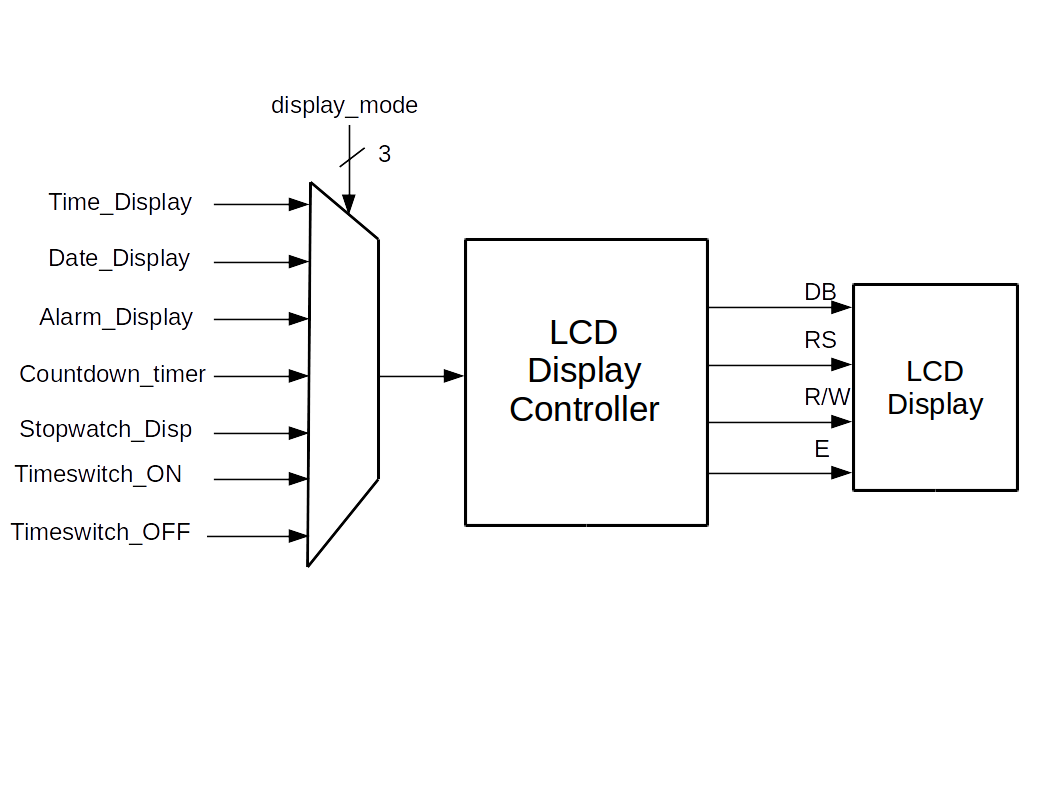 display_mode
3
Time_Display
Date_Display
Alarm_Display
Countdown_timer
Stopwatch_Disp
Timeswitch_ON
Timeswitch_OFF
LCD
Display
Controller
DB
RS
R/W
E
LCD
Display